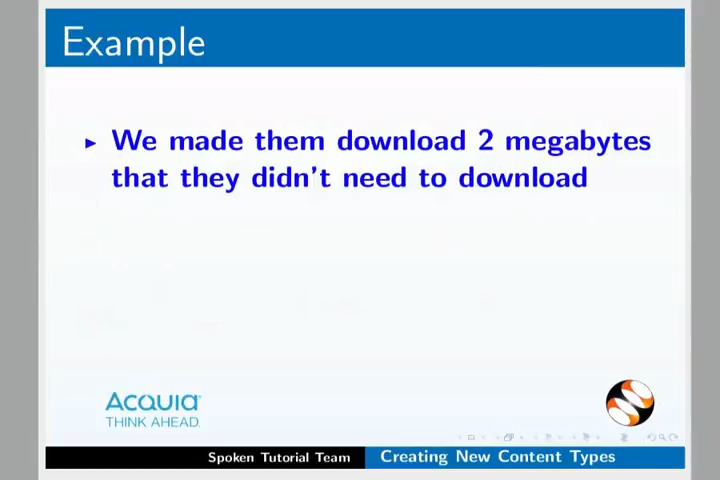 Example
We made them download 2 megabytes
that they didn't need to download
Acquia
THINK AHEAD.
Spoken Tutorial Team
Creating New Content Types